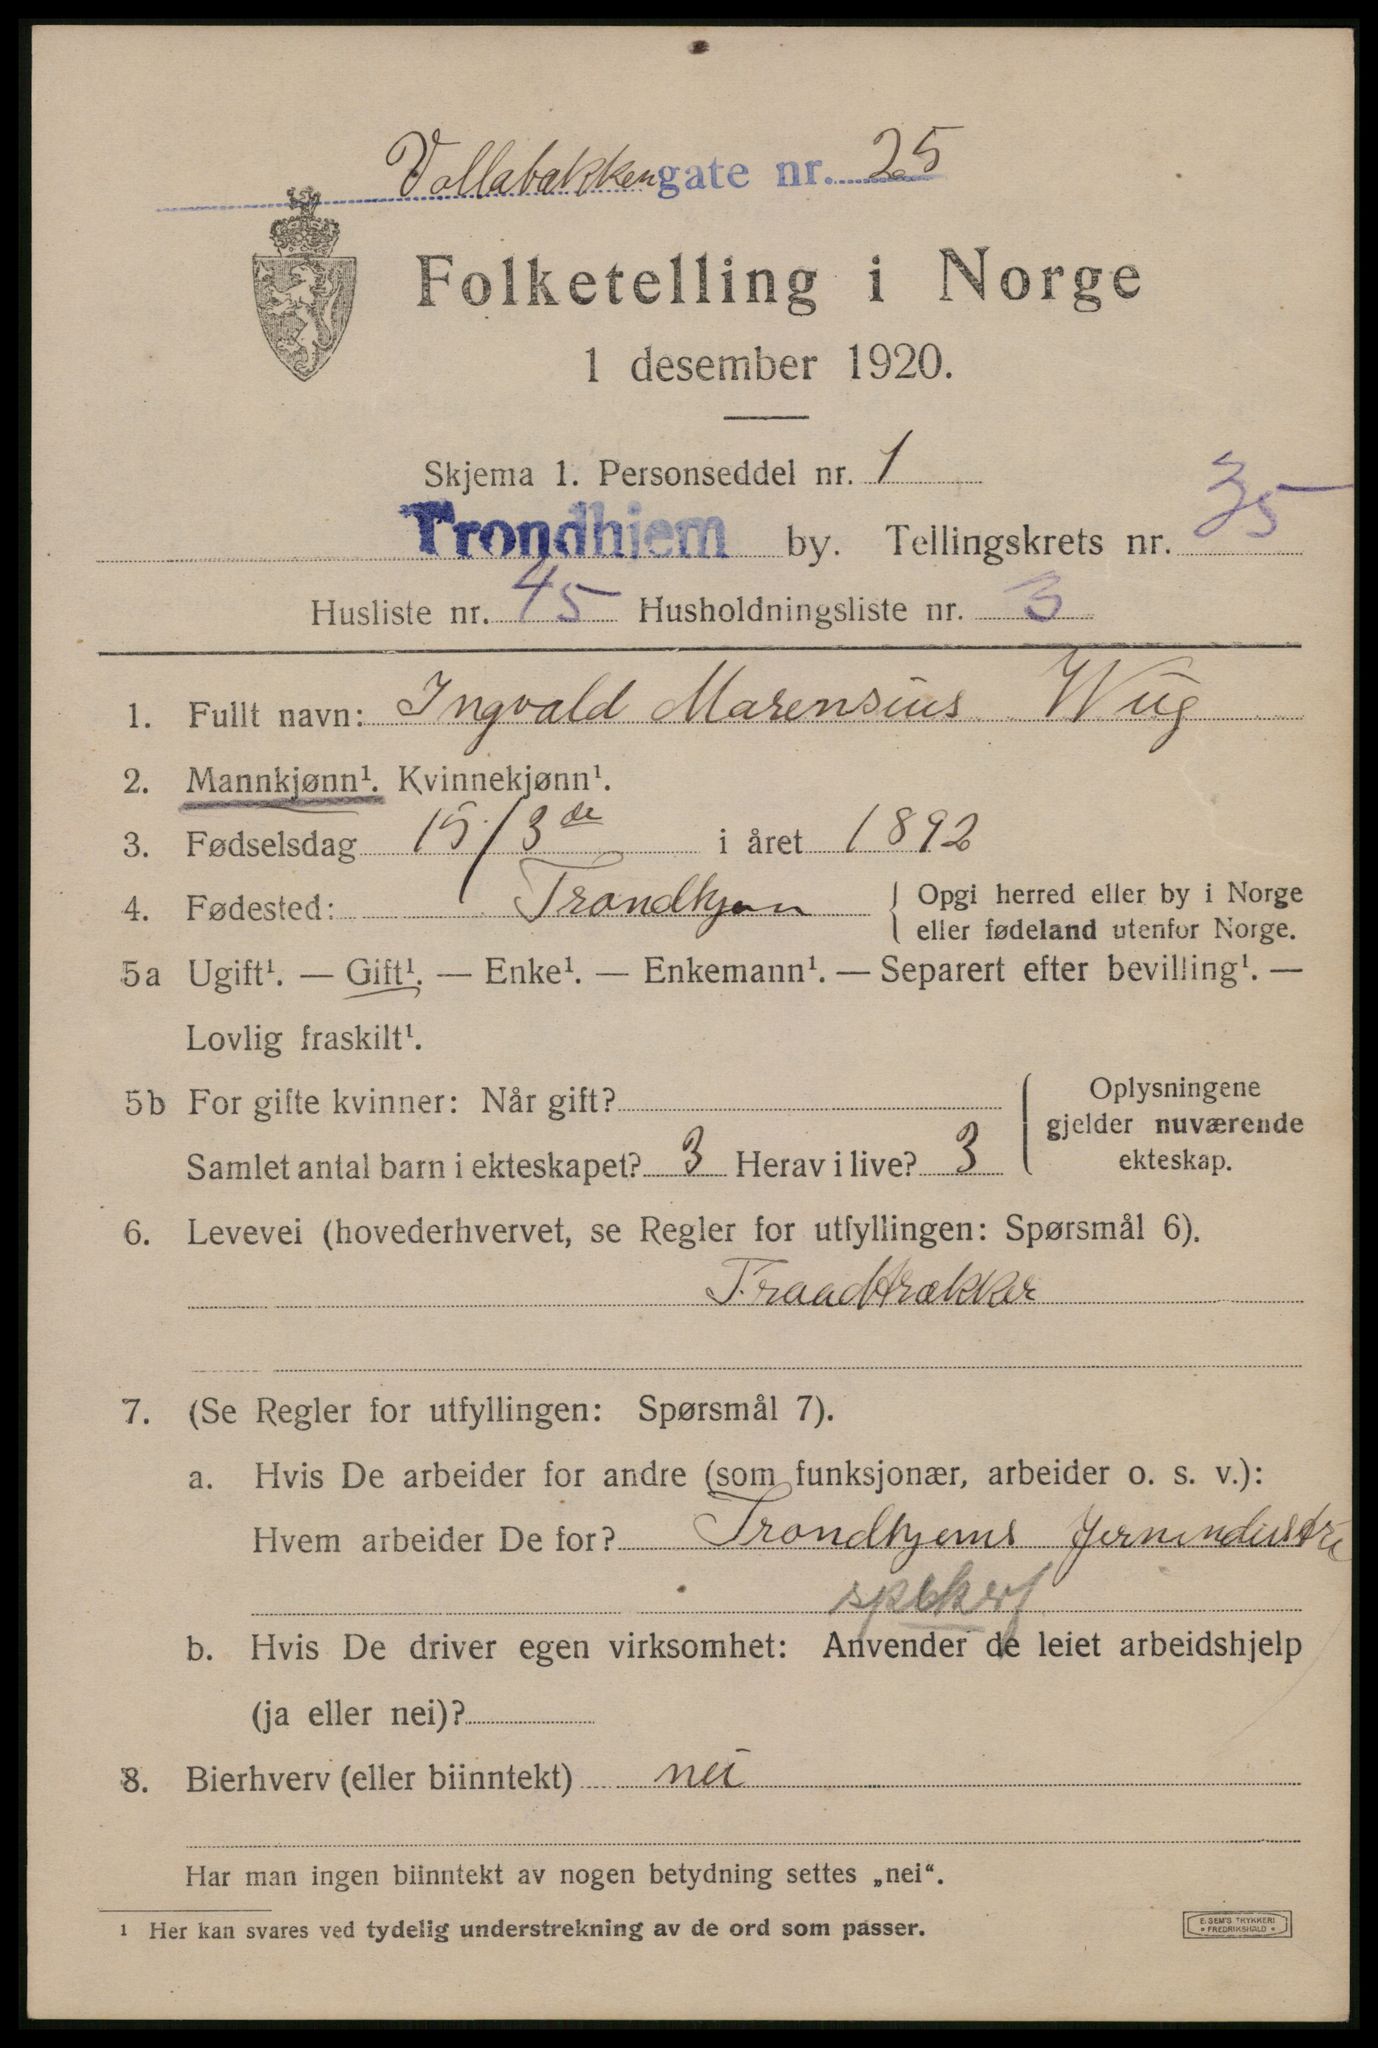 Vollabakken gate nr. 25
Folketelling i Norge
1 desember 1920.
Skjema 1. Personseddel nr. 1
Trondhjem by. Tellingskrets nr. 35
Husliste nr. 45 Husholdningsliste nr. 3
1. Fullt navn: Ingvald Marensius Wiig
2. Mannkjønn¹. Kvinnekjønn¹.
3. Fødselsdag 15/3 de i året 1892
4. Fødested: Trondhjem { Opgi herred eller by i Norge
eller fødeland utenfor Norge.
5a Ugift¹. — Gift¹. — Enke¹. — Enkemann¹. — Separert efter bevilling¹. —
Lovlig fraskilt¹.
5b For gifte kvinner: Når gift?
Samlet antal barn i ekteskapet? 3 Herav i live? 3
Oplysningene
gjelder nuværende
ekteskap.
6. Levevei (hovederhvervet, se Regler for utfyllingen: Spørsmål 6).
Traadtrækker
7. (Se Regler for utfyllingen: Spørsmål 7).
a. Hvis De arbeider for andre (som funksjonær, arbeider o. s. v.):
Hvem arbeider De for? Trondhjems Jernindustri
b. Hvis De driver egen virksomhet: Anvender de leiet arbeidshjelp
(ja eller nei)?
8. Bierhverv (eller biinntekt) nei
Har man ingen biinntekt av nogen betydning settes „nei“.
¹ Her kan svares ved tydelig understrekning av de ord som passer.
E. SEM'S TRYKKERI
• FREDRIKSHALD •